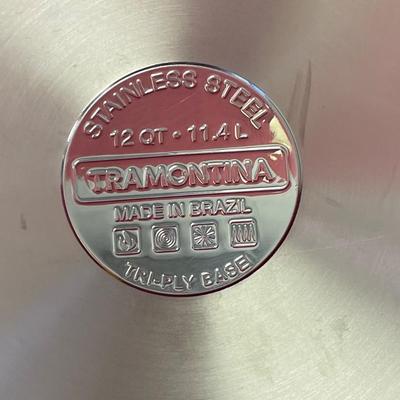 STAINLESS STEEL
12 QT • 11.4 L
TRAMONTINA
MADE IN BRAZIL
TRI-PLY BASE